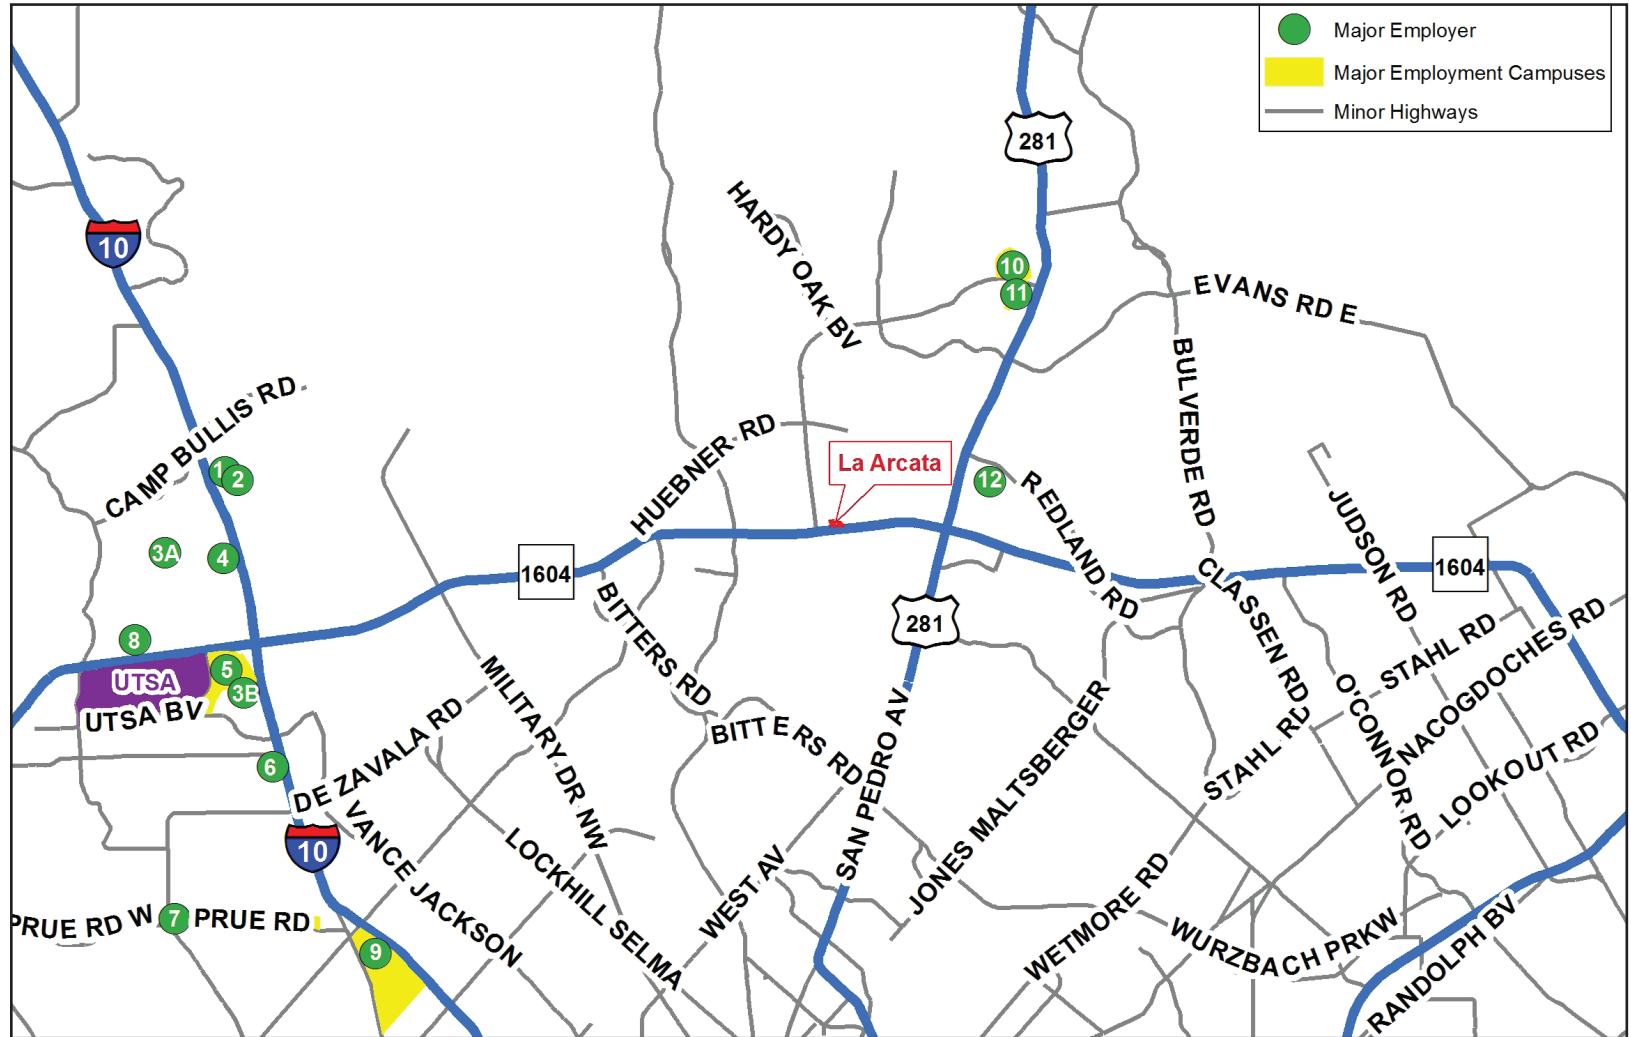 Major Employer
Major Employment Campuses
Minor Highways
281
10
HARDY OAK BV
10
11
EVANS RD E
BULVERDE RD
CAMP BULLIS RD
HUEBNER RD
La Arcata
1
2
12
REDLAND RD
JUDSON RD
3A
4
1604
1604
CLASSEN RD
BITTERS RD
281
8
5
3B
UTSA
UTSA BV
MILITARY DR NW
STAHL RD
NACOGDOCHES RD
O'CONNOR RD
DE ZAVALA RD
BITTERS RD
SAN PEDRO AV
JONES MALTSBERGER
STAHL RD
LOOKOUT RD
6
10
VANCE JACKSON
LOCKHILL SELMA
WEST AV
WETMORE RD
WURZBACH PRKW
RANDOLPH BV
PRUE RD W
7
PRUE RD
9